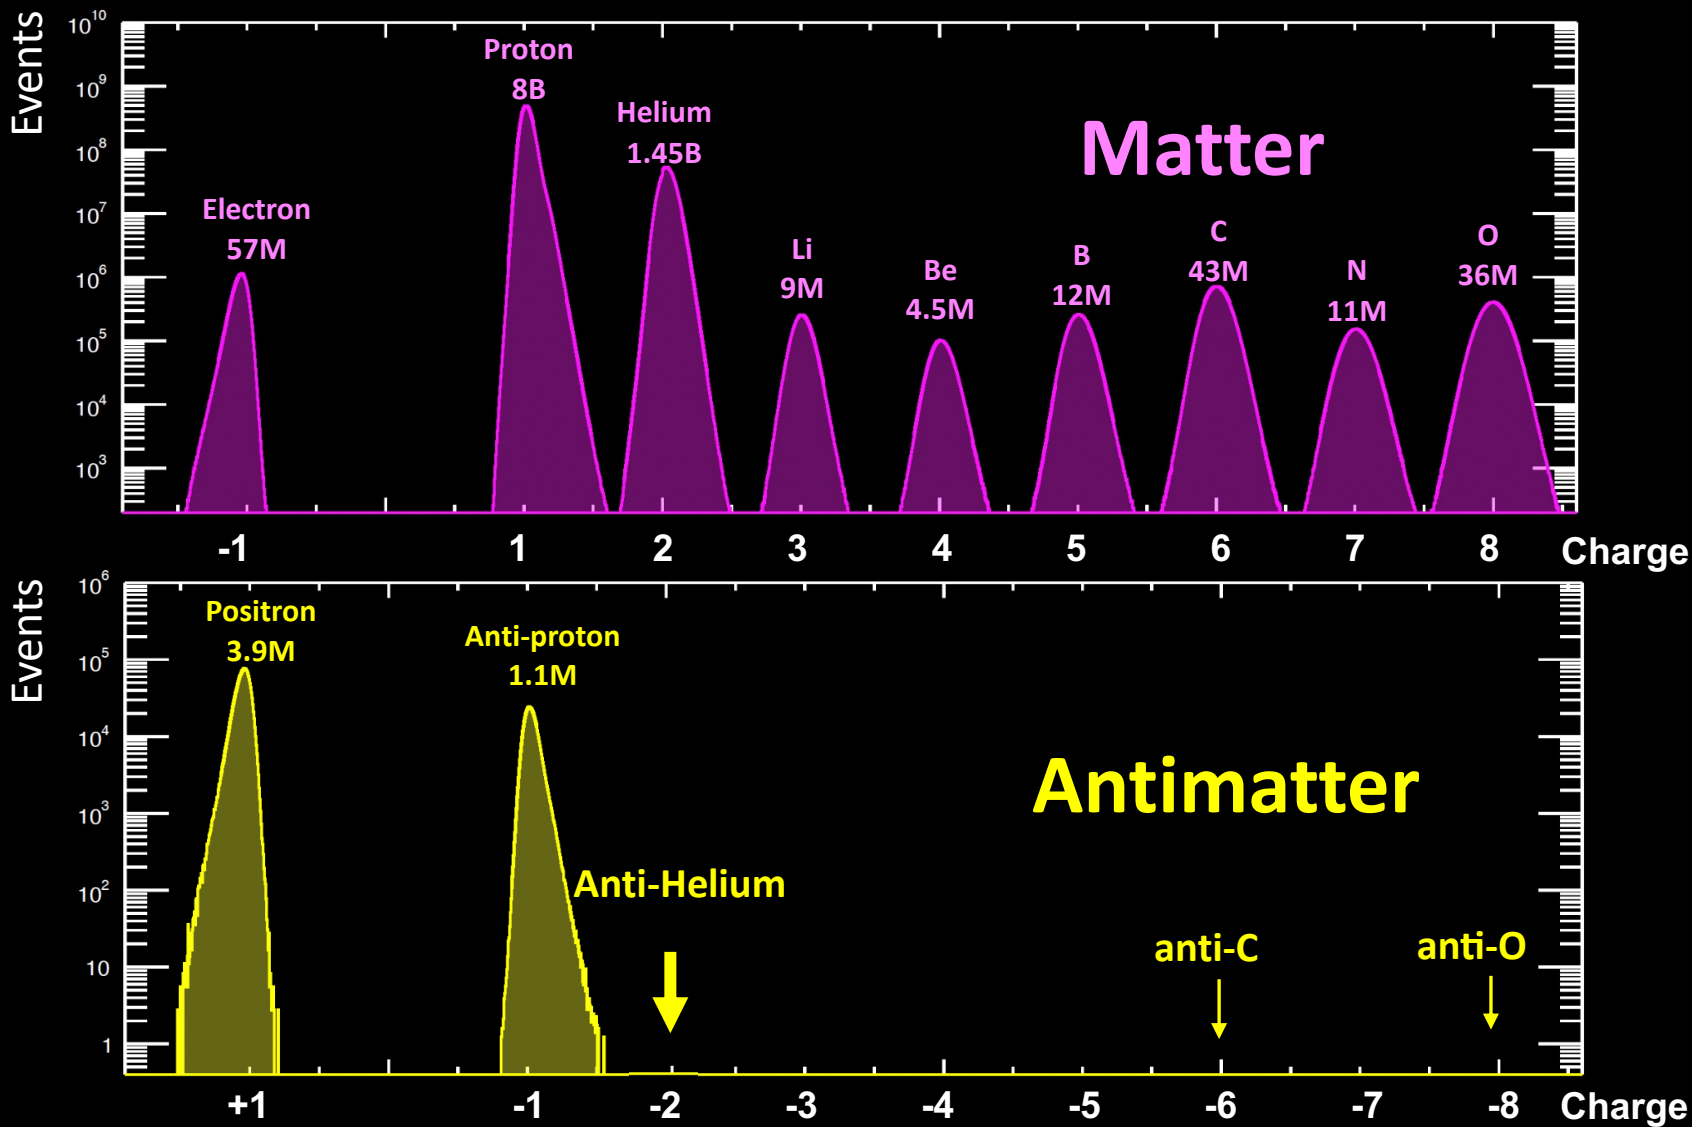 Events
10¹⁰
10⁹
10⁸
10⁷
10⁶
10⁵
10⁴
10³
Electron
57M
Proton
8B
Helium
1.45B
Li
9M
Be
4.5M
B
12M
C
43M
N
11M
O
36M
Matter
-1 1 2 3 4 5 6 7 8 Charge
Events
10⁶
10⁵
10⁴
10³
10²
10
1
Positron
3.9M
Anti-proton
1.1M
Antimatter
Anti-Helium
anti-C
anti-O
+1 -1 -2 -3 -4 -5 -6 -7 -8 Charge